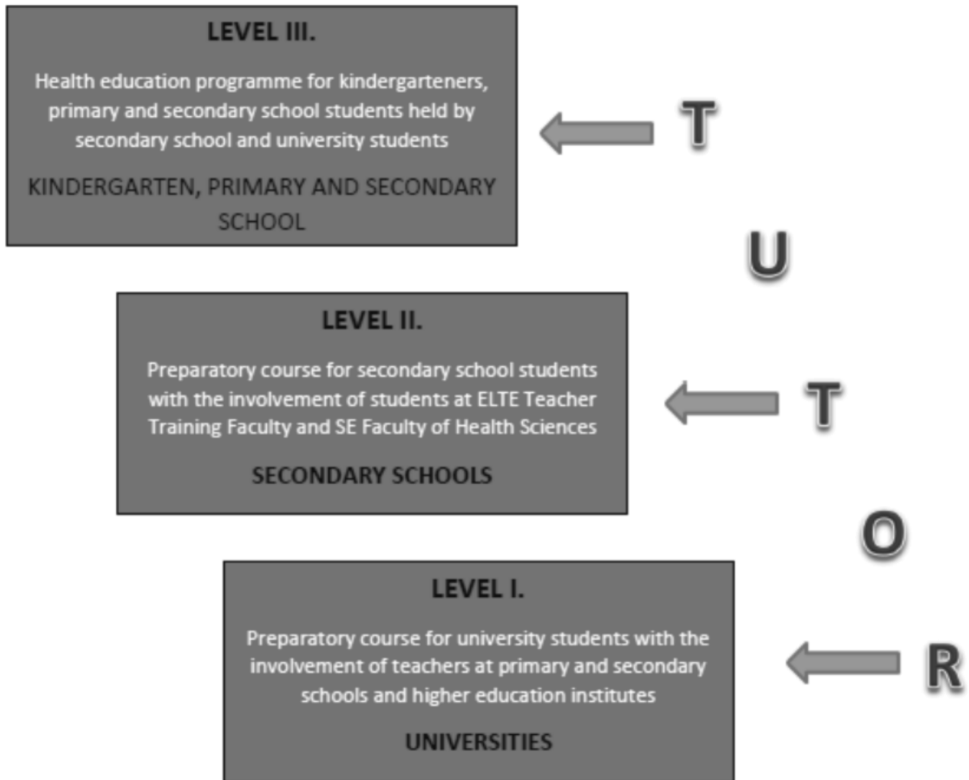 LEVEL III.
Health education programme for kindergarteners,
primary and secondary school students held by
secondary school and university students
KINDERGARTEN, PRIMARY AND SECONDARY
SCHOOL
T
U
LEVEL II.
Preparatory course for secondary school students
with the involvement of students at ELTE Teacher
Training Faculty and SE Faculty of Health Sciences
SECONDARY SCHOOLS
T
O
LEVEL I.
Preparatory course for university students with the
involvement of teachers at primary and secondary
schools and higher education institutes
UNIVERSITIES
R